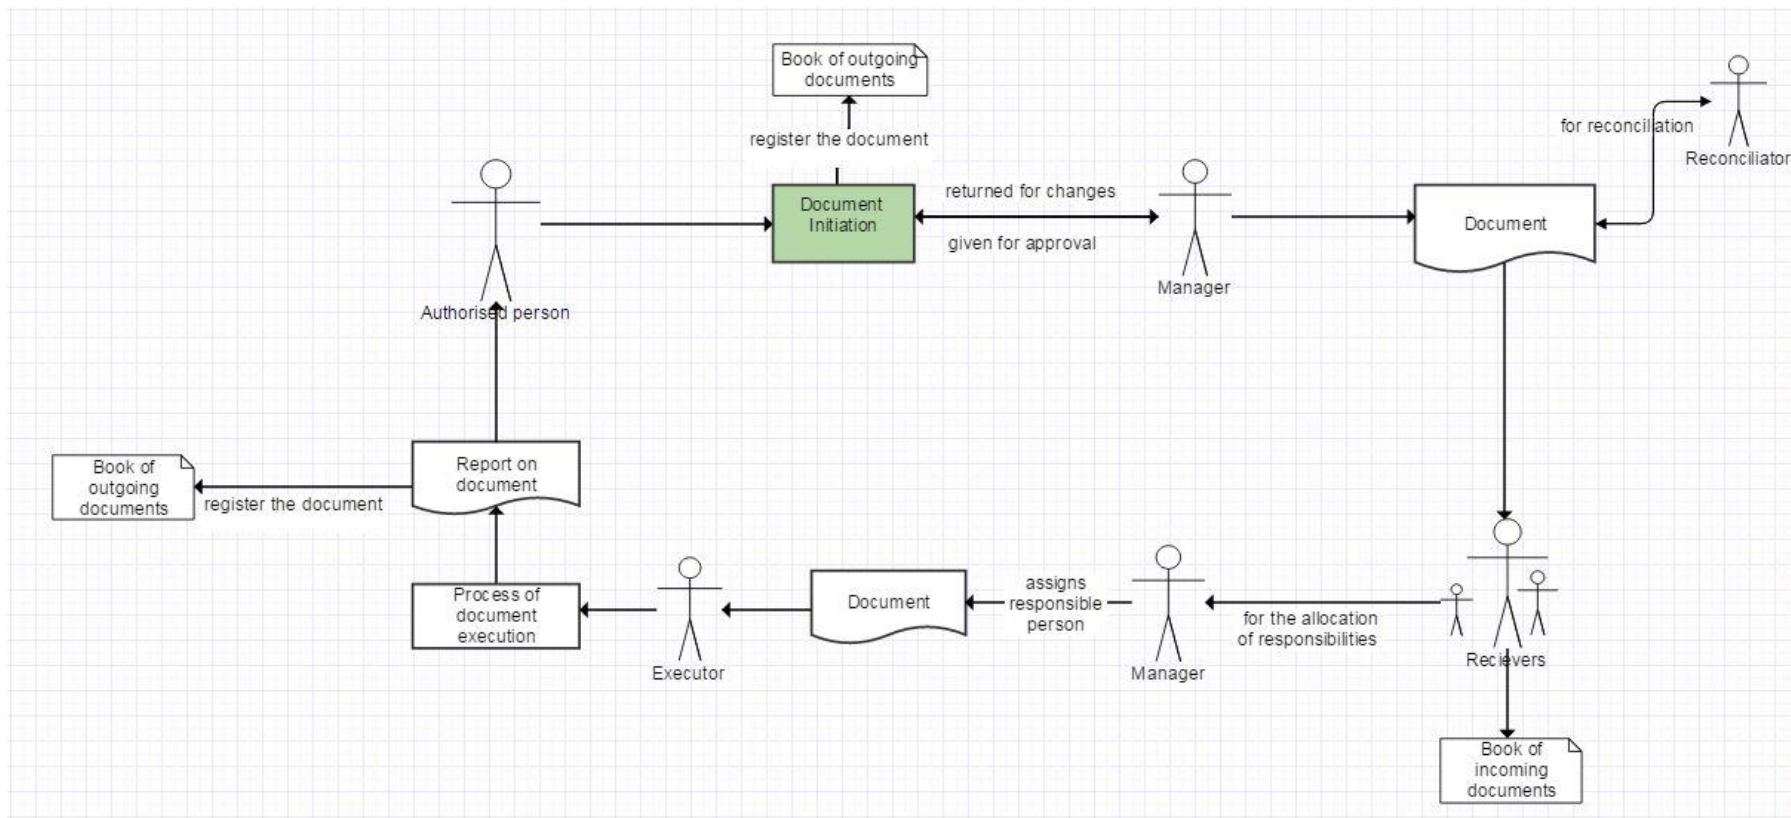 Book of outgoing
documents
register the document
for reconciliation
Reconciliator
Document
Initiation
returned for changes
given for approval
Document
Manager
Authorised person
Book of
outgoing
documents
register the document
Report on
document
Process of
document
execution
Executor
Document
assigns
responsible
person
Manager
for the allocation
of responsibilities
Recievers
Book of
incoming
documents